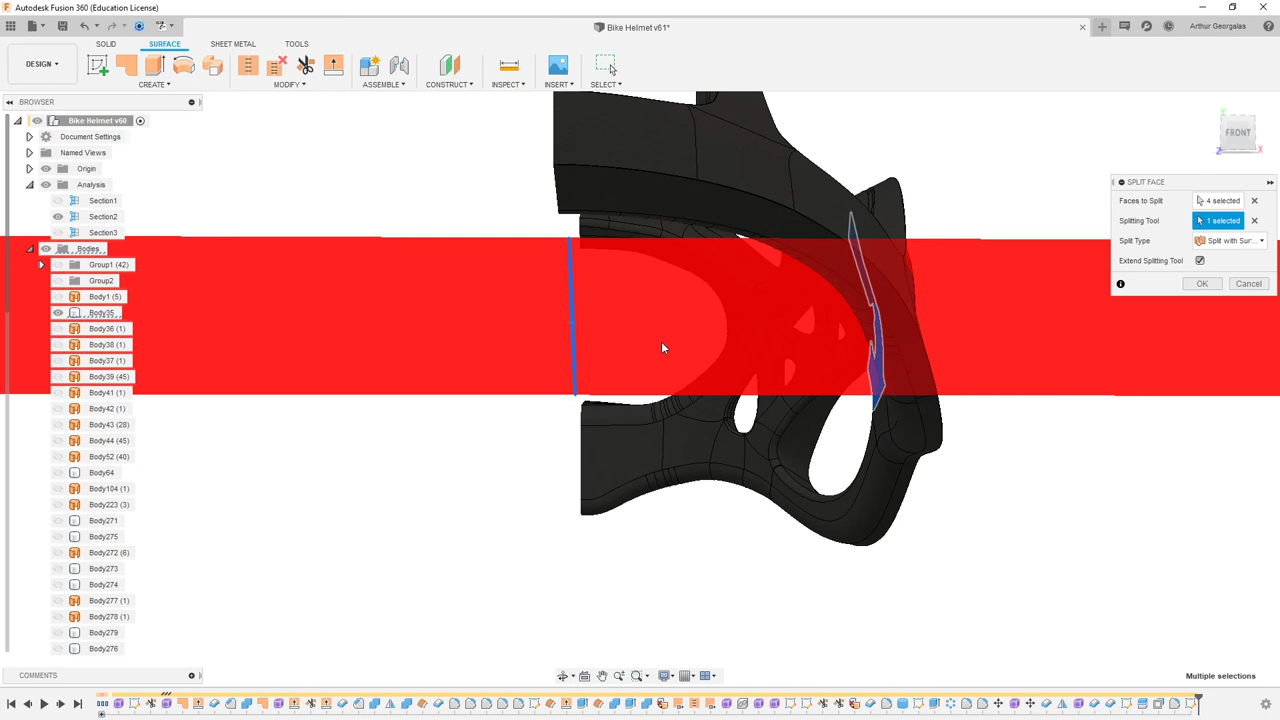 Autodesk Fusion 360 (Education License)
Bike Helmet v61*
Arthur Georgalas
DESIGN
SOLID
SURFACE
SHEET METAL
TOOLS
CREATE
MODIFY
ASSEMBLE
CONSTRUCT
INSPECT
INSERT
SELECT
BROWSER
Bike Helmet v60
Document Settings
Named Views
Origin
Analysis
Section1
Section2
Section3
Bodies
Group1 (42)
Group2
Body1 (5)
Body35
Body36 (1)
Body38 (1)
Body37 (1)
Body39 (45)
Body41 (1)
Body42 (1)
Body43 (28)
Body44 (45)
Body52 (40)
Body64
Body104 (1)
Body223 (3)
Body271
Body275
Body272 (6)
Body273
Body274
Body277 (1)
Body278 (1)
Body279
Body276
Y
FRONT
X
Z
SPLIT FACE
Faces to Split 4 selected
Splitting Tool 1 selected
Split Type Split with Sur...
Extend Splitting Tool
OK Cancel
COMMENTS
Multiple selections